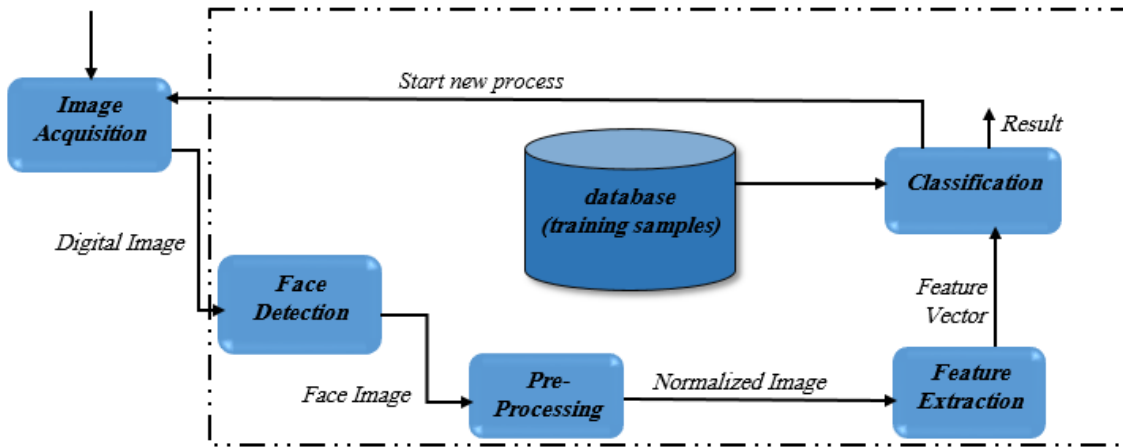 Start new process
Image
Acquisition
Result
database
(training samples)
Classification
Digital Image
Face
Detection
Feature
Vector
Face Image
Pre-
Processing
Normalized Image
Feature
Extraction